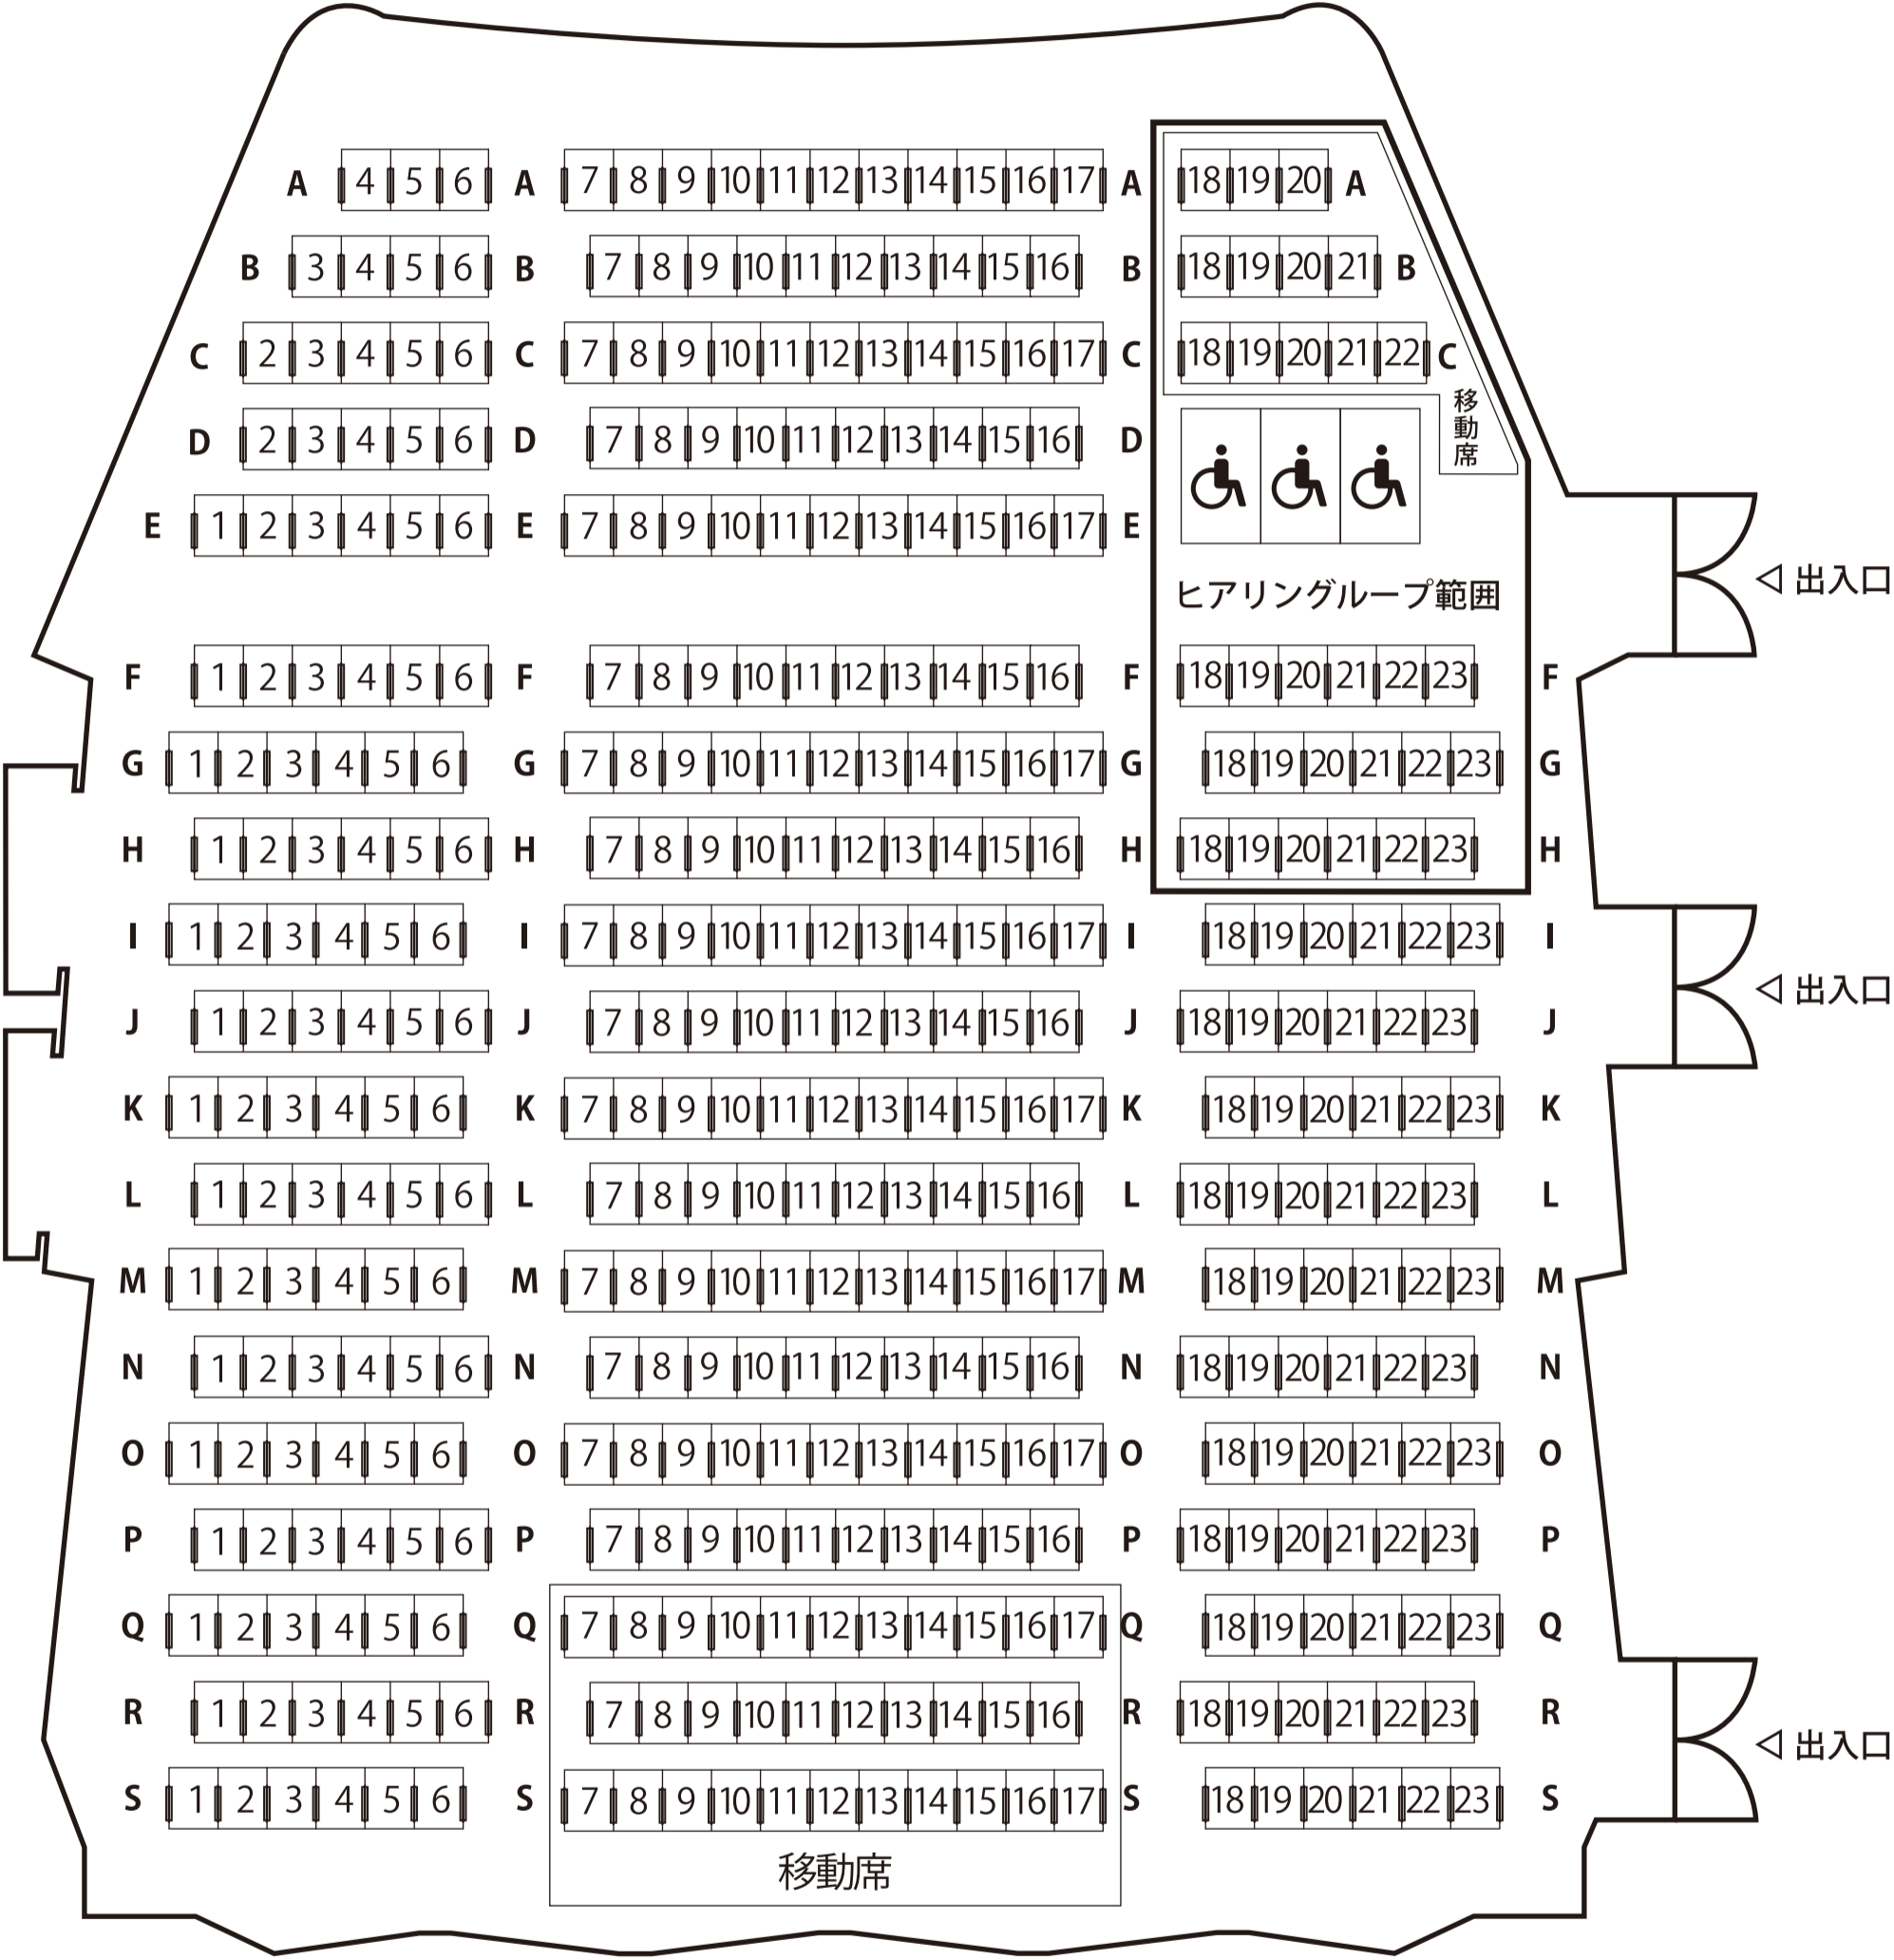 A 4 5 6 A 7 8 9 10 11 12 13 14 15 16 17 A 18 19 20 A
B 3 4 5 6 B 7 8 9 10 11 12 13 14 15 16 B 18 19 20 21 B
C 2 3 4 5 6 C 7 8 9 10 11 12 13 14 15 16 17 C 18 19 20 21 22 C
移動席
D 2 3 4 5 6 D 7 8 9 10 11 12 13 14 15 16 D
E 1 2 3 4 5 6 E 7 8 9 10 11 12 13 14 15 16 17 E
出入口
ヒアリングループ範囲
F 1 2 3 4 5 6 F 7 8 9 10 11 12 13 14 15 16 F 18 19 20 21 22 23 F
G 1 2 3 4 5 6 G 7 8 9 10 11 12 13 14 15 16 17 G 18 19 20 21 22 23 G
H 1 2 3 4 5 6 H 7 8 9 10 11 12 13 14 15 16 H 18 19 20 21 22 23 H
I 1 2 3 4 5 6 I 7 8 9 10 11 12 13 14 15 16 17 I 18 19 20 21 22 23 I
出入口
J 1 2 3 4 5 6 J 7 8 9 10 11 12 13 14 15 16 J 18 19 20 21 22 23 J
K 1 2 3 4 5 6 K 7 8 9 10 11 12 13 14 15 16 17 K 18 19 20 21 22 23 K
L 1 2 3 4 5 6 L 7 8 9 10 11 12 13 14 15 16 L 18 19 20 21 22 23 L
M 1 2 3 4 5 6 M 7 8 9 10 11 12 13 14 15 16 17 M 18 19 20 21 22 23 M
N 1 2 3 4 5 6 N 7 8 9 10 11 12 13 14 15 16 N 18 19 20 21 22 23 N
O 1 2 3 4 5 6 O 7 8 9 10 11 12 13 14 15 16 17 O 18 19 20 21 22 23 O
P 1 2 3 4 5 6 P 7 8 9 10 11 12 13 14 15 16 P 18 19 20 21 22 23 P
Q 1 2 3 4 5 6 Q 7 8 9 10 11 12 13 14 15 16 17 Q 18 19 20 21 22 23 Q
R 1 2 3 4 5 6 R 7 8 9 10 11 12 13 14 15 16 R 18 19 20 21 22 23 R
出入口
S 1 2 3 4 5 6 S 7 8 9 10 11 12 13 14 15 16 17 S 18 19 20 21 22 23 S
移動席